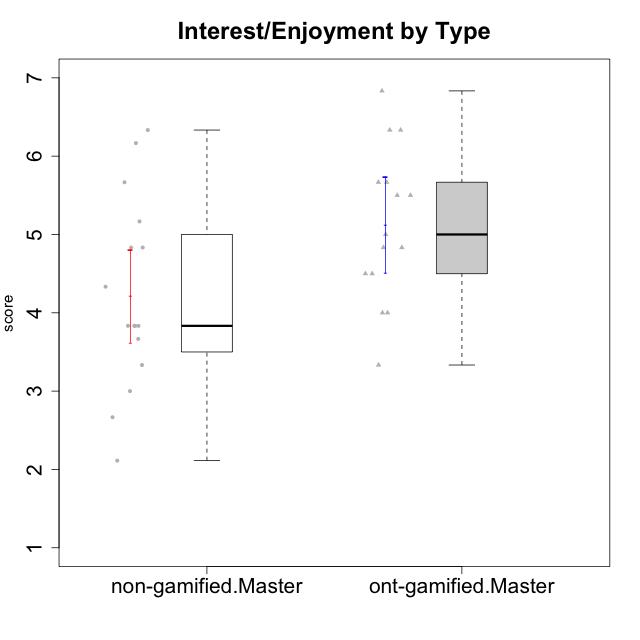 Interest/Enjoyment by Type
7
6
5
4
3
2
1
score
non-gamified.Master
ont-gamified.Master